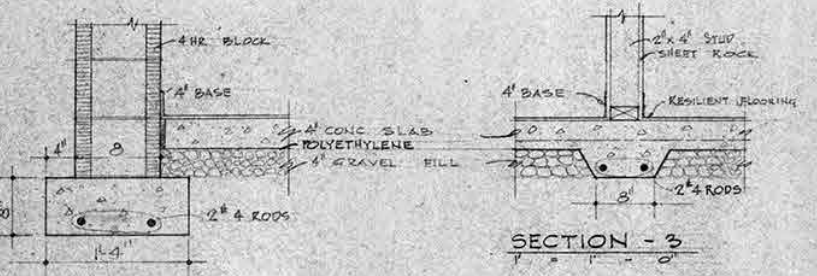 4 HR BLOCK
4" BASE
4" CONC SLAB
POLYETHYLENE
4" GRAVEL FILL
4"
8
2 #4 RODS
1'-4"
2" x 4" STUD
SHEET ROCK
4" BASE
RESILIENT FLOORING
8"
2 #4 RODS
SECTION - 3
1" = 1' - 0"